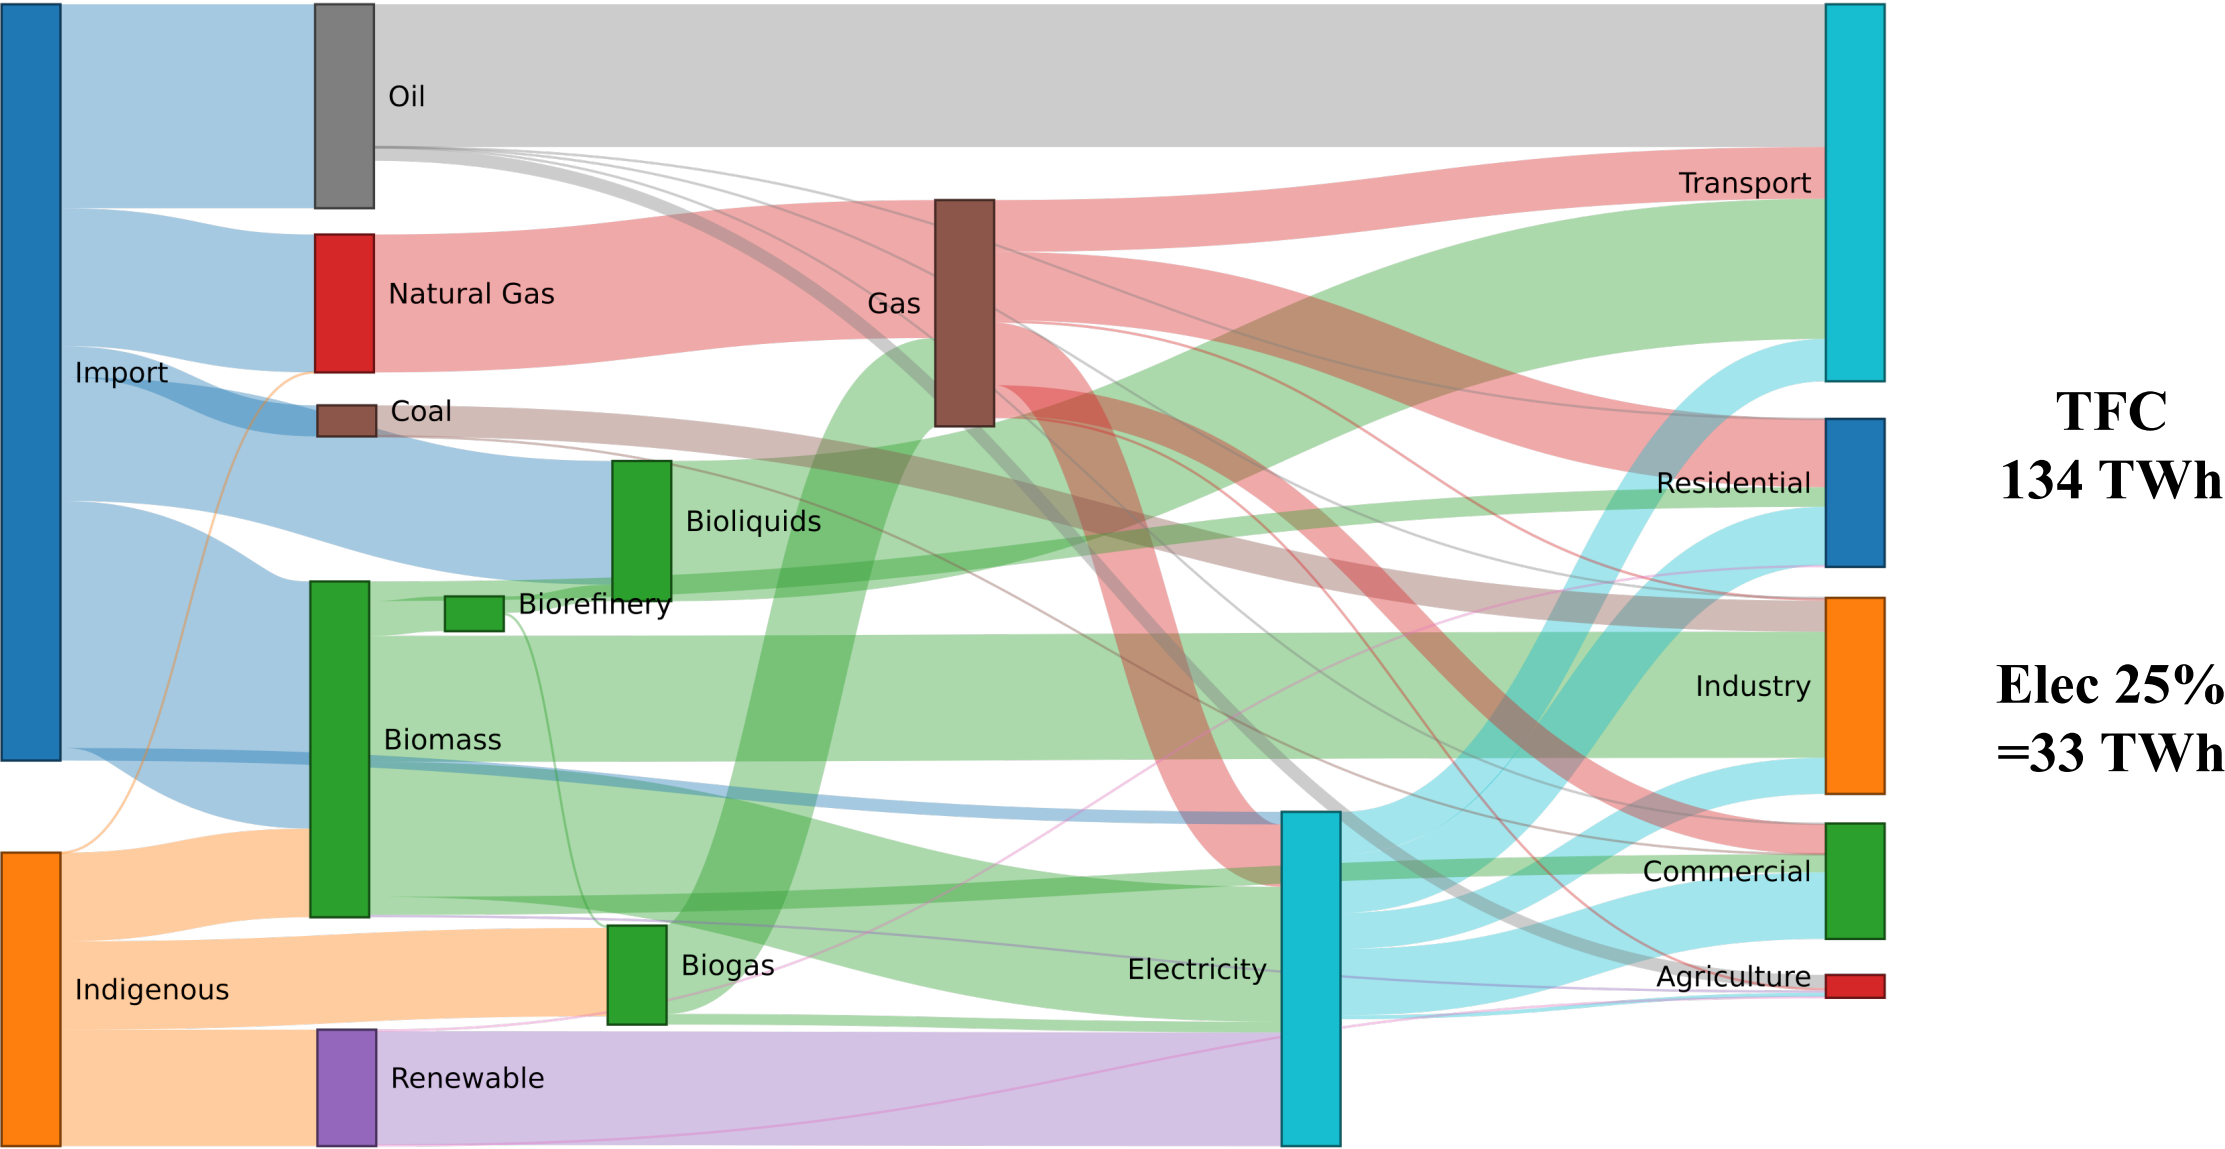 Oil
Transport
Natural Gas
Gas
Import
Coal
TFC
134 TWh
Residential
Bioliquids
Biorefinery
Industry
Elec 25%
=33 TWh
Biomass
Commercial
Biogas
Electricity
Agriculture
Indigenous
Renewable